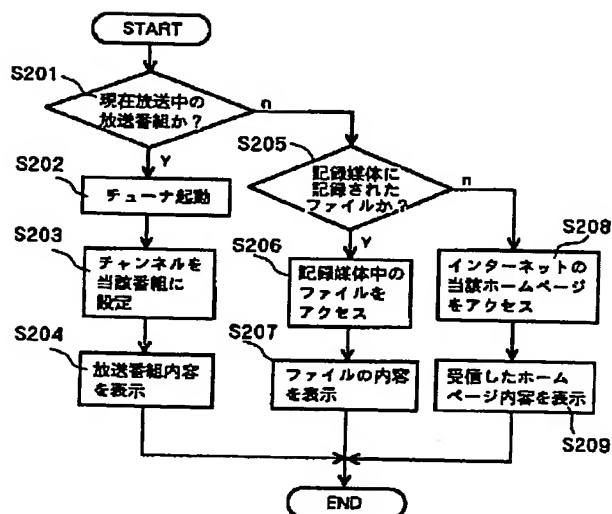 START
S201
現在放送中の
放送番組か？
n
Y
S202
チューナ起動
S203
チャンネルを
当該番組に
設定
S204
放送番組内容
を表示
S205
記録媒体に
記録された
ファイルか？
n
Y
S206
記録媒体中の
ファイルを
アクセス
S207
ファイルの内容
を表示
S208
インターネットの
当該ホームページ
をアクセス
受信したホーム
ページ内容を表示
S209
END